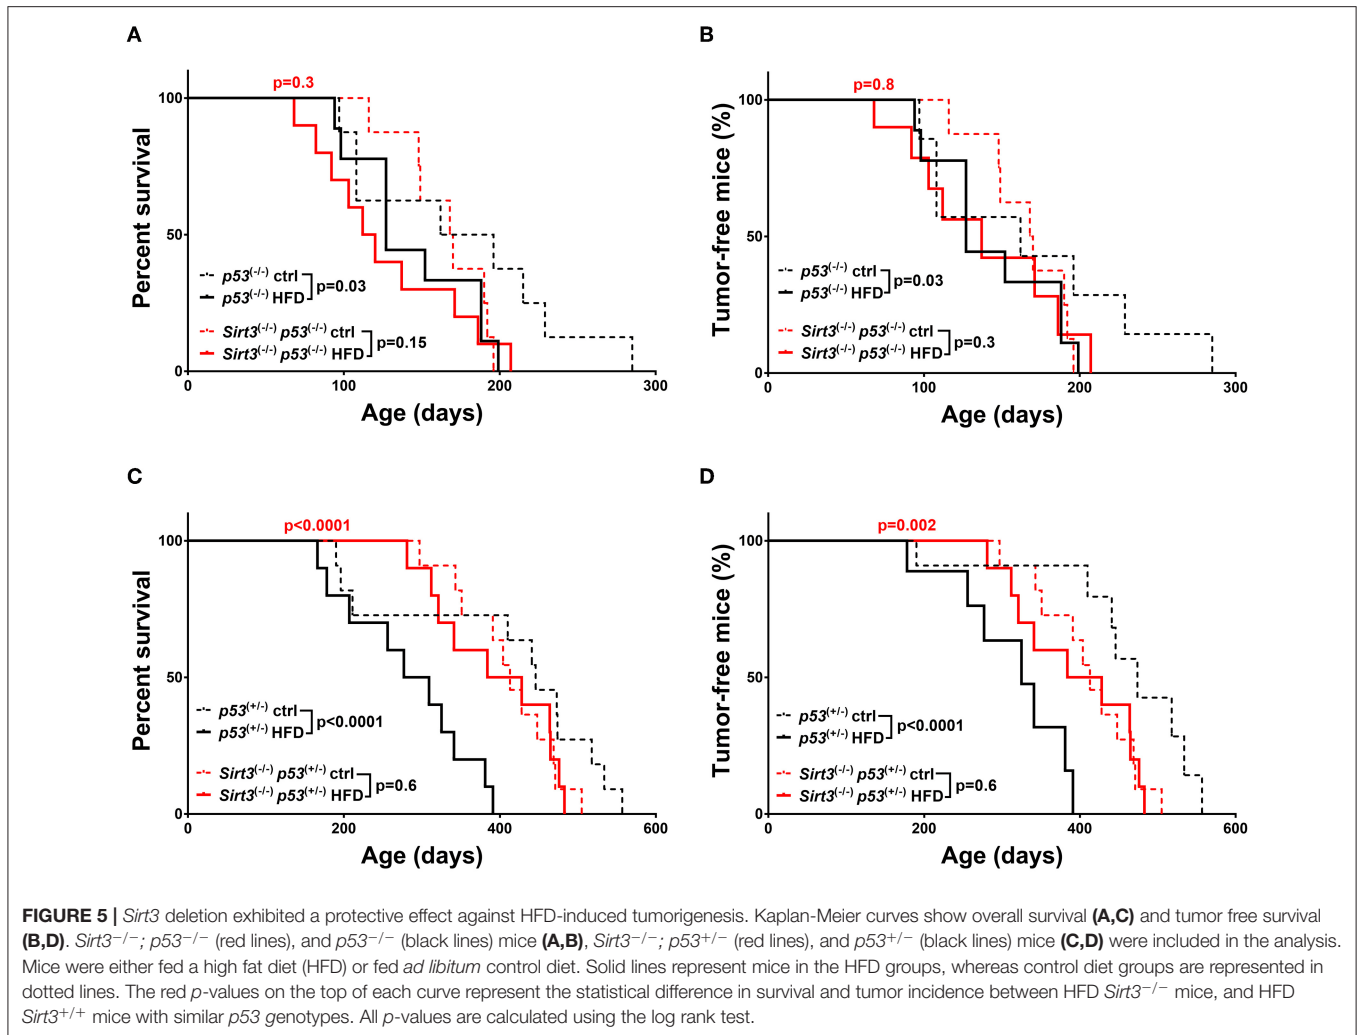 A
p=0.3
Percent survival
100
50
0
p53(-/-) ctrl
p53(-/-) HFD
p=0.03
Sirt3(-/-) p53(-/-) ctrl
Sirt3(-/-) p53(-/-) HFD
p=0.15
0 100 200 300
Age (days)
B
p=0.8
Tumor-free mice (%)
100
50
0
p53(-/-) ctrl
p53(-/-) HFD
p=0.03
Sirt3(-/-) p53(-/-) ctrl
Sirt3(-/-) p53(-/-) HFD
p=0.3
0 100 200 300
Age (days)
C
p<0.0001
Percent survival
100
50
0
p53(+/-) ctrl
p53(+/-) HFD
p<0.0001
Sirt3(-/-) p53(+/-) ctrl
Sirt3(-/-) p53(+/-) HFD
p=0.6
0 200 400 600
Age (days)
D
p=0.002
Tumor-free mice (%)
100
50
0
p53(+/-) ctrl
p53(+/-) HFD
p<0.0001
Sirt3(-/-) p53(+/-) ctrl
Sirt3(-/-) p53(+/-) HFD
p=0.6
0 200 400 600
Age (days)
FIGURE 5 | Sirt3 deletion exhibited a protective effect against HFD-induced tumorigenesis. Kaplan-Meier curves show overall survival (A,C) and tumor free survival
(B,D). Sirt3−/−; p53−/− (red lines), and p53−/− (black lines) mice (A,B), Sirt3−/−; p53+/− (red lines), and p53+/− (black lines) mice (C,D) were included in the analysis.
Mice were either fed a high fat diet (HFD) or fed ad libitum control diet. Solid lines represent mice in the HFD groups, whereas control diet groups are represented in
dotted lines. The red p-values on the top of each curve represent the statistical difference in survival and tumor incidence between HFD Sirt3−/− mice, and HFD
Sirt3+/+ mice with similar p53 genotypes. All p-values are calculated using the log rank test.